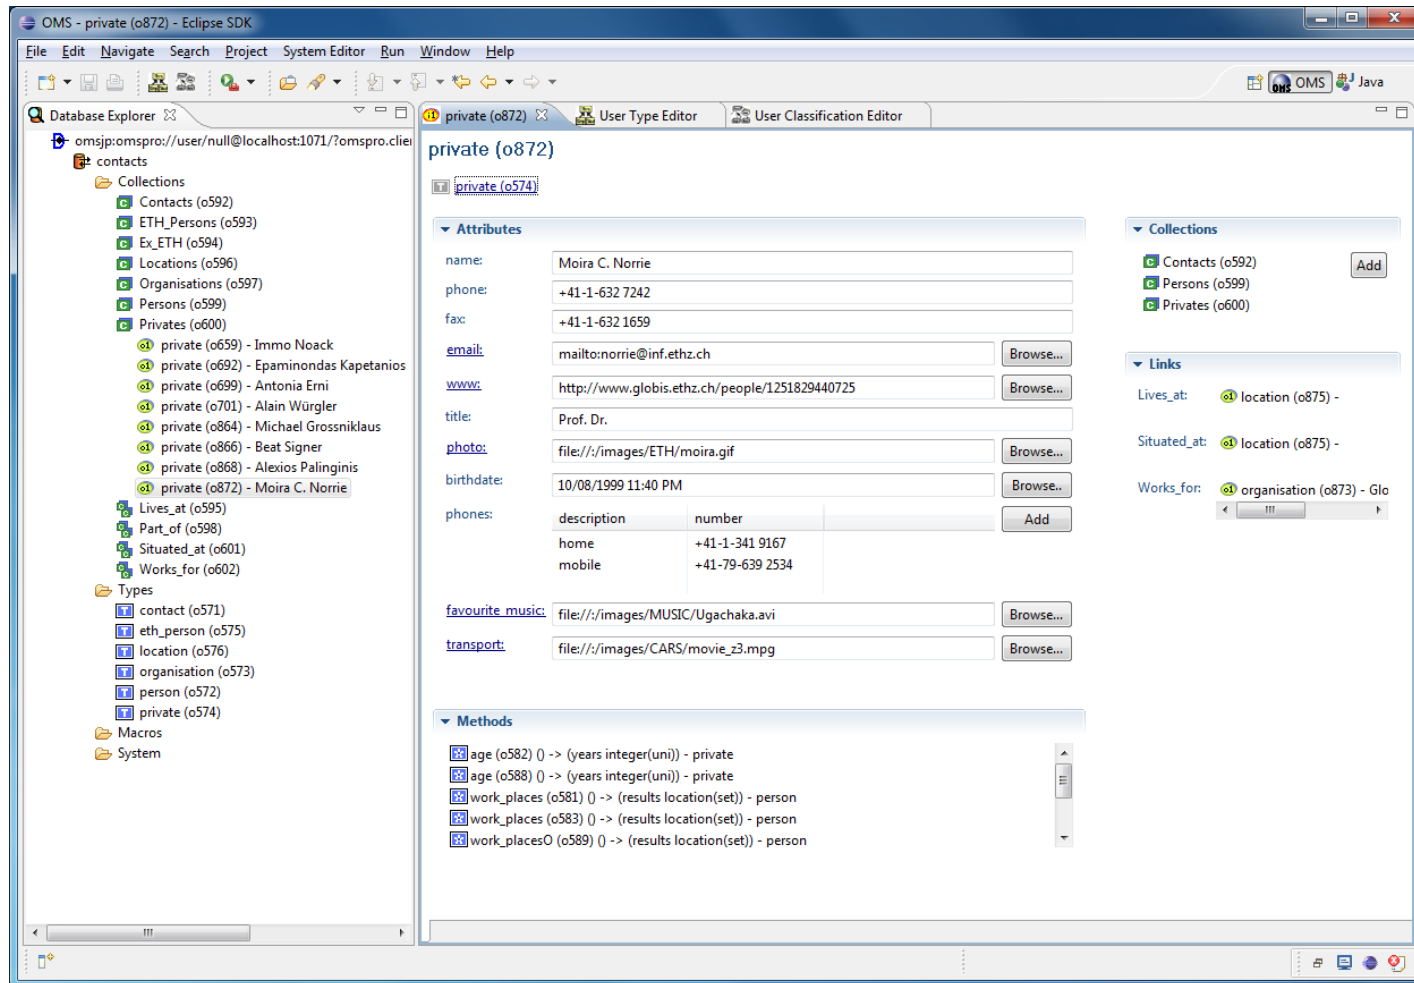 OMS - private (o872) - Eclipse SDK
File Edit Navigate Search Project System Editor Run Window Help
OMS Java
Database Explorer
omsjp:omspro://user/null@localhost:1071/?omspro.clie
contacts
Collections
Contacts (o592)
ETH_Persons (o593)
Ex_ETH (o594)
Locations (o596)
Organisations (o597)
Persons (o599)
Privates (o600)
private (o659) - Immo Noack
private (o692) - Epaminondas Kapetanios
private (o699) - Antonia Erni
private (o701) - Alain Würgler
private (o864) - Michael Grossniklaus
private (o866) - Beat Signer
private (o868) - Alexios Palinginis
private (o872) - Moira C. Norrie
Lives_at (o595)
Part_of (o598)
Situated_at (o601)
Works_for (o602)
Types
contact (o571)
eth_person (o575)
location (o576)
organisation (o573)
person (o572)
private (o574)
Macros
System
private (o872) User Type Editor User Classification Editor
private (o872)
private (o574)
Attributes
name: Moira C. Norrie
phone: +41-1-632 7242
fax: +41-1-632 1659
email: mailto:norrie@inf.ethz.ch Browse...
www: http://www.globis.ethz.ch/people/1251829440725 Browse...
title: Prof. Dr.
photo: file:///:/images/ETH/moira.gif Browse...
birthdate: 10/08/1999 11:40 PM Browse..
phones: description number Add
home +41-1-341 9167
mobile +41-79-639 2534
favourite_music: file://:/images/MUSIC/Ugachaka.avi Browse...
transport: file://:/images/CARS/movie_z3.mpg Browse...
Methods
age (o582) () -> (years integer(uni)) - private
age (o588) () -> (years integer(uni)) - private
work_places (o581) () -> (results location(set)) - person
work_places (o583) () -> (results location(set)) - person
work_placesO (o589) () -> (results location(set)) - person
Collections
Contacts (o592) Add
Persons (o599)
Privates (o600)
Links
Lives_at: location (o875) -
Situated_at: location (o875) -
Works_for: organisation (o873) - Glo